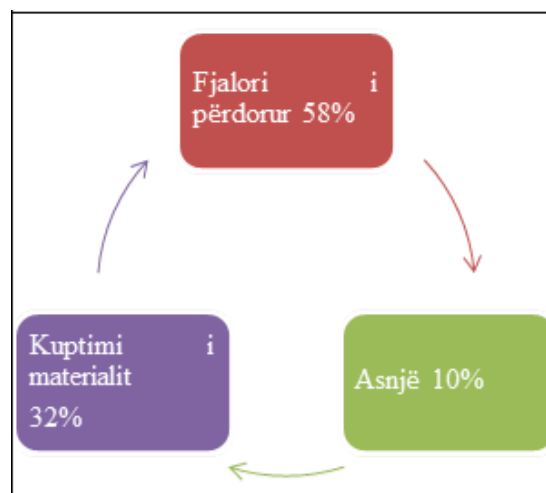 Fjalori i
përdorur 58%
Asnjë 10%
Kuptimi i
materialit
32%